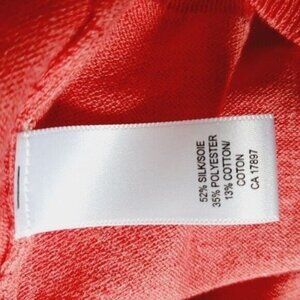 52% SILK/SOIE
35% POLYESTER
13% COTTON/
COTON
CA 17897